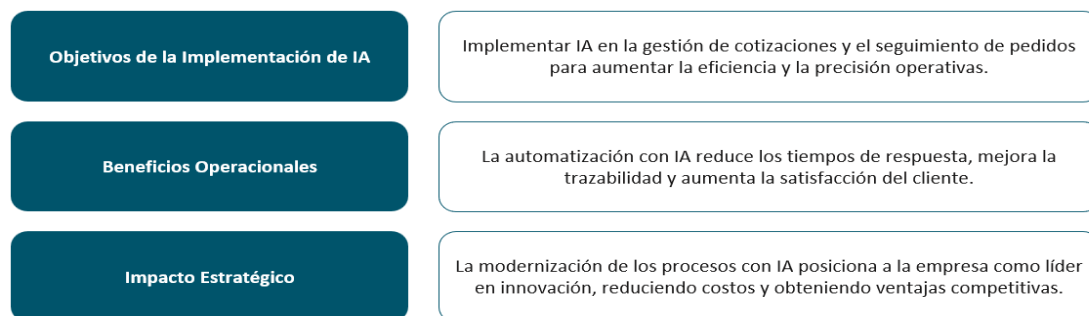 Objetivos de la Implementación de IA
Implementar IA en la gestión de cotizaciones y el seguimiento de pedidos
para aumentar la eficiencia y la precisión operativas.
Beneficios Operacionales
La automatización con IA reduce los tiempos de respuesta, mejora la
trazabilidad y aumenta la satisfacción del cliente.
Impacto Estratégico
La modernización de los procesos con IA posiciona a la empresa como líder
en innovación, reduciendo costos y obteniendo ventajas competitivas.